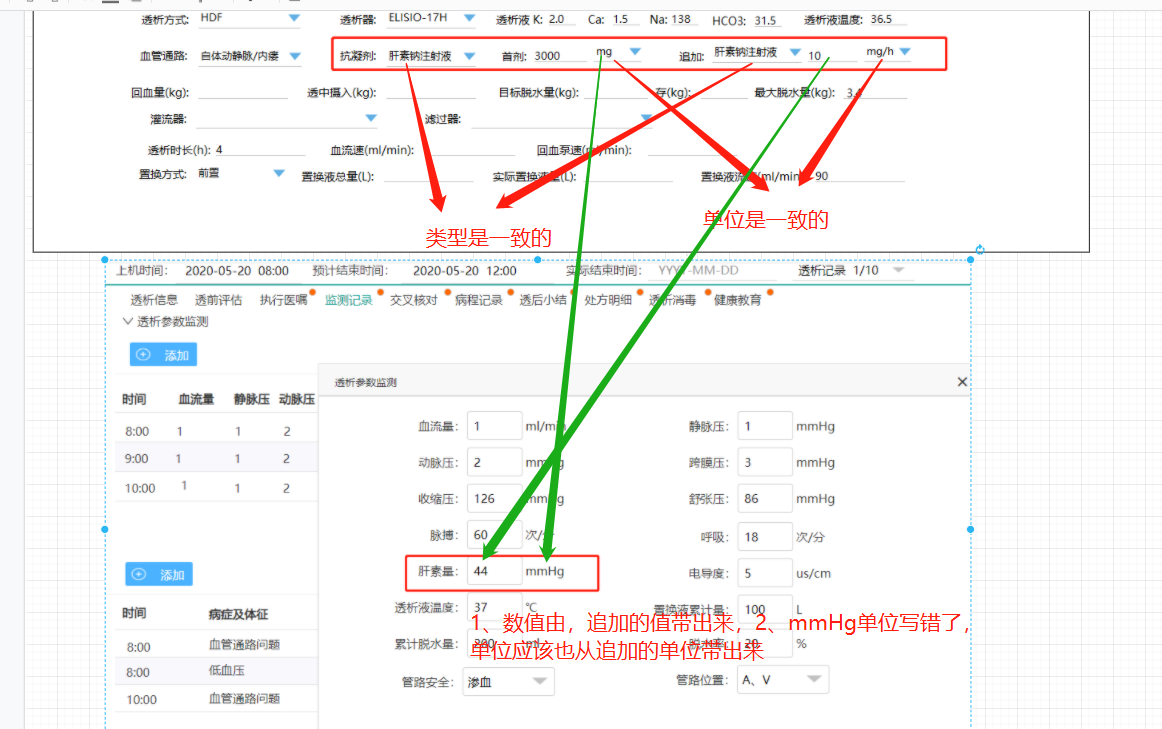 透析方式: HDF 透析器: ELISIO-17H 透析液 K: 2.0 Ca: 1.5 Na: 138 HCO3: 31.5 透析液温度: 36.5
血管通路: 自体动静脉/内瘘 抗凝剂: 肝素钠注射液 首剂: 3000 mg 追加: 肝素钠注射液 10 mg/h
回血量(kg): 透中摄入(kg): 目标脱水量(kg): 存(kg): 最大脱水量(kg): 3.4
灌流器: 滤过器:
透析时长(h): 4 血流速(ml/min): 回血泵速(ml/min):
置换方式: 前置 置换液总量(L): 实际置换液量(L): 置换液流速(ml/min): 90
类型是一致的 单位是一致的
上机时间: 2020-05-20 08:00 预计结束时间: 2020-05-20 12:00 实际结束时间: YYYY-MM-DD 透析记录 1/10
透析信息 透前评估 执行医嘱 监测记录 交叉核对 病程记录 透后小结 处方明细 透析消毒 健康教育
透析参数监测
添加
时间 血流量 静脉压 动脉压
8:00 1 1 2
9:00 1 1 2
10:00 1 1 2
添加
时间 病症及体征
8:00 血管通路问题
8:00 低血压
10:00 血管通路问题
透析参数监测
血流量: 1 ml/min 静脉压: 1 mmHg
动脉压: 2 mmHg 跨膜压: 3 mmHg
收缩压: 126 mmHg 舒张压: 86 mmHg
脉搏: 60 次/分 呼吸: 18 次/分
肝素量: 44 mmHg 电导度: 5 us/cm
透析液温度: 37 ℃ 置换液累计量: 100 L
1、数值由，追加的值带出来，2、mmHg单位写错了，
累计脱水量: 200 ml 脱水率: 20 %
单位应该也从追加的单位带出来
管路安全: 渗血 管路位置: A、V